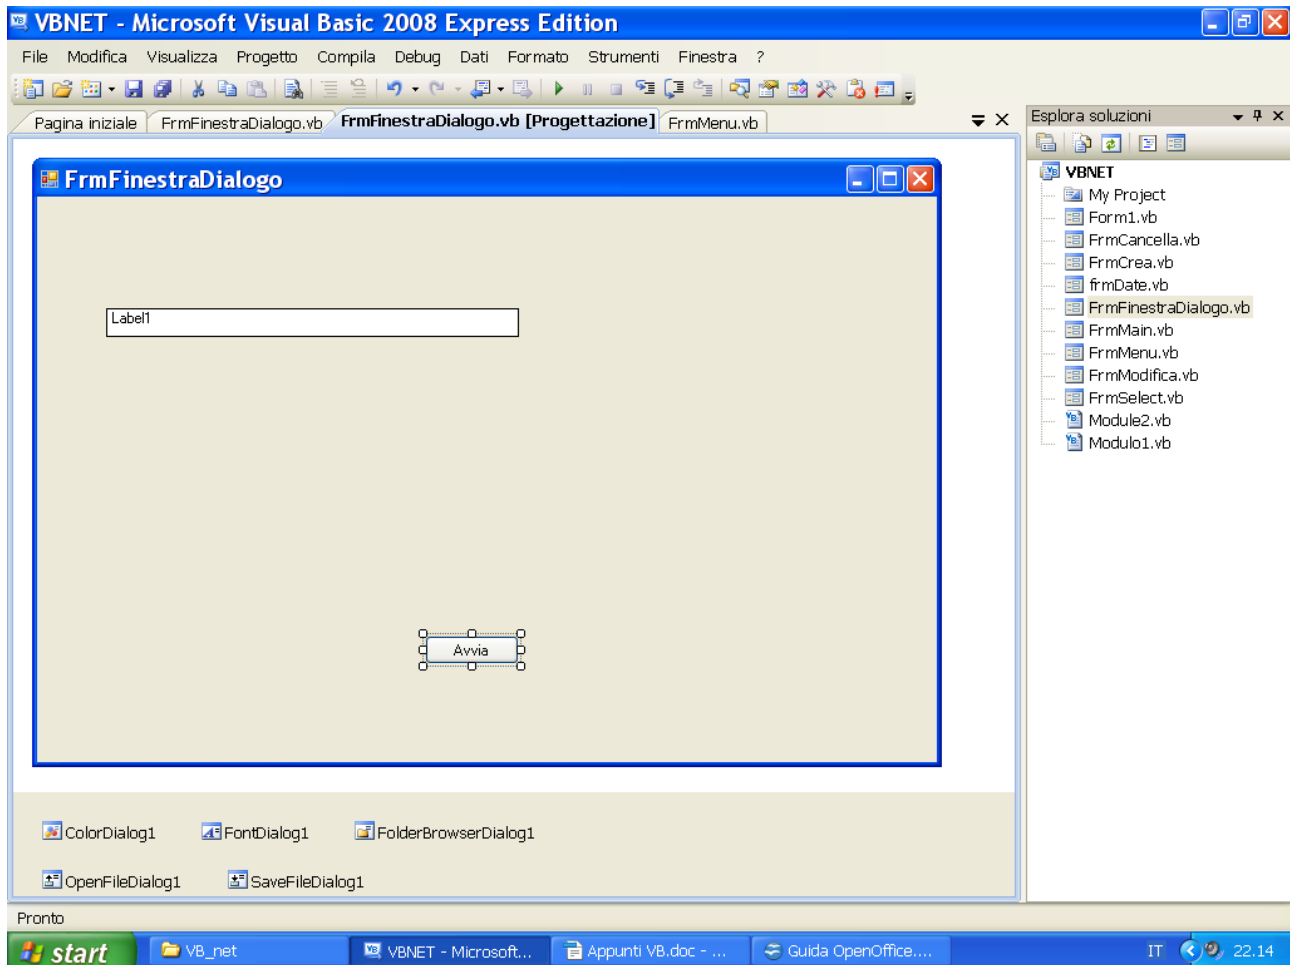 VBNET - Microsoft Visual Basic 2008 Express Edition
File Modifica Visualizza Progetto Compila Debug Dati Formato Strumenti Finestra ?
Pagina iniziale FrmFinestraDialogo.vb FrmFinestraDialogo.vb [Progettazione] FrmMenu.vb
FrmFinestraDialogo
Label1
Avvia
ColorDialog1 FontDialog1 FolderBrowserDialog1
OpenFileDialog1 SaveFileDialog1
Esplora soluzioni
VBNET
My Project
Form1.vb
FrmCancella.vb
FrmCrea.vb
frmDate.vb
FrmFinestraDialogo.vb
FrmMain.vb
FrmMenu.vb
FrmModifica.vb
FrmSelect.vb
Module2.vb
Modulo1.vb
Pronto
start VB_net VBNET - Microsoft... Appunti VB.doc - ... Guida OpenOffice.... IT 22.14